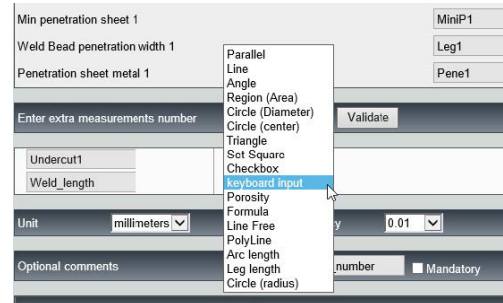 Min penetration sheet 1 MiniP1
Weld Bead penetration width 1 Leg1
Penetration sheet metal 1 Pene1
Parallel
Line
Angle
Region (Area)
Circle (Diameter)
Circle (center)
Triangle
Set Square
Checkbox
keyboard input
Porosity
Formula
Line Free
PolyLine
Arc length
Leg length
Circle (radius)
Enter extra measurements number Validate
Undercut1
Weld_length
Unit millimeters y 0.01
Optional comments _number Mandatory